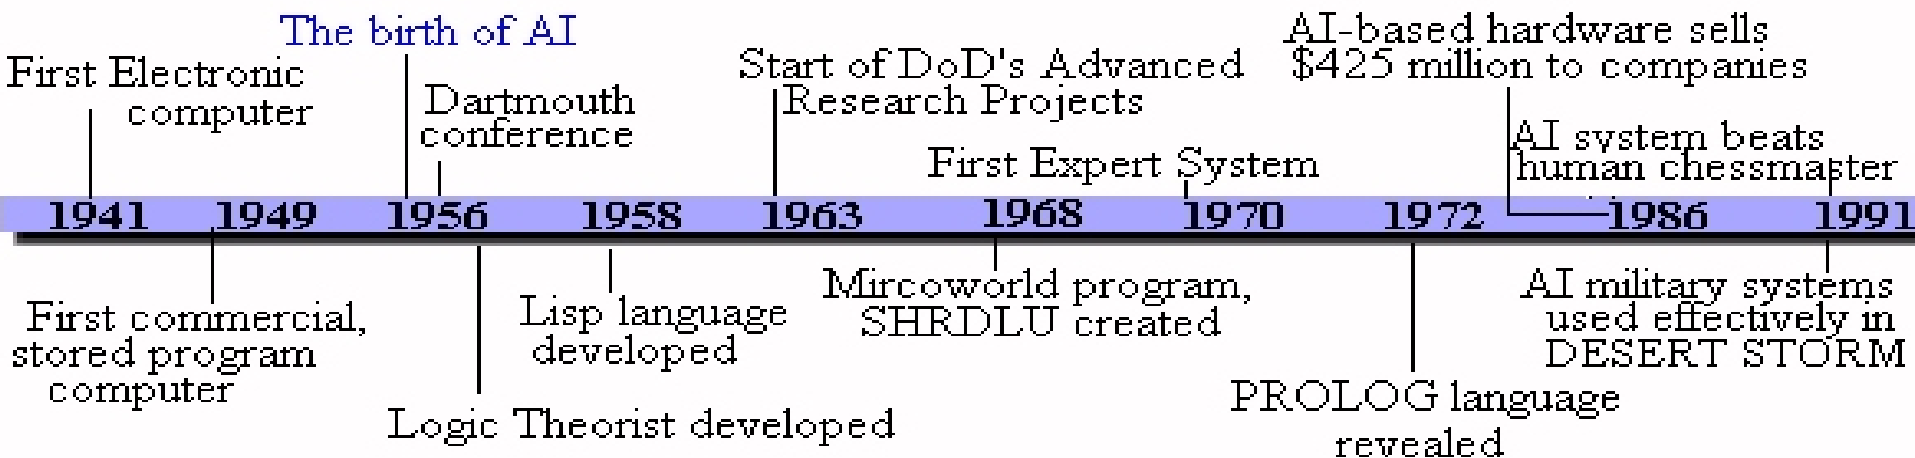 The birth of AI
First Electronic
computer
Dartmouth
conference
Start of DoD's Advanced
Research Projects
First Expert System
AI-based hardware sells
$425 million to companies
AI system beats
human chessmaster
1941 1949 1956 1958 1963 1968 1970 1972 1986 1991
First commercial,
stored program
computer
Logic Theorist developed
Lisp language
developed
Mircoworld program,
SHRDLU created
PROLOG language
revealed
AI military systems
used effectively in
DESERT STORM